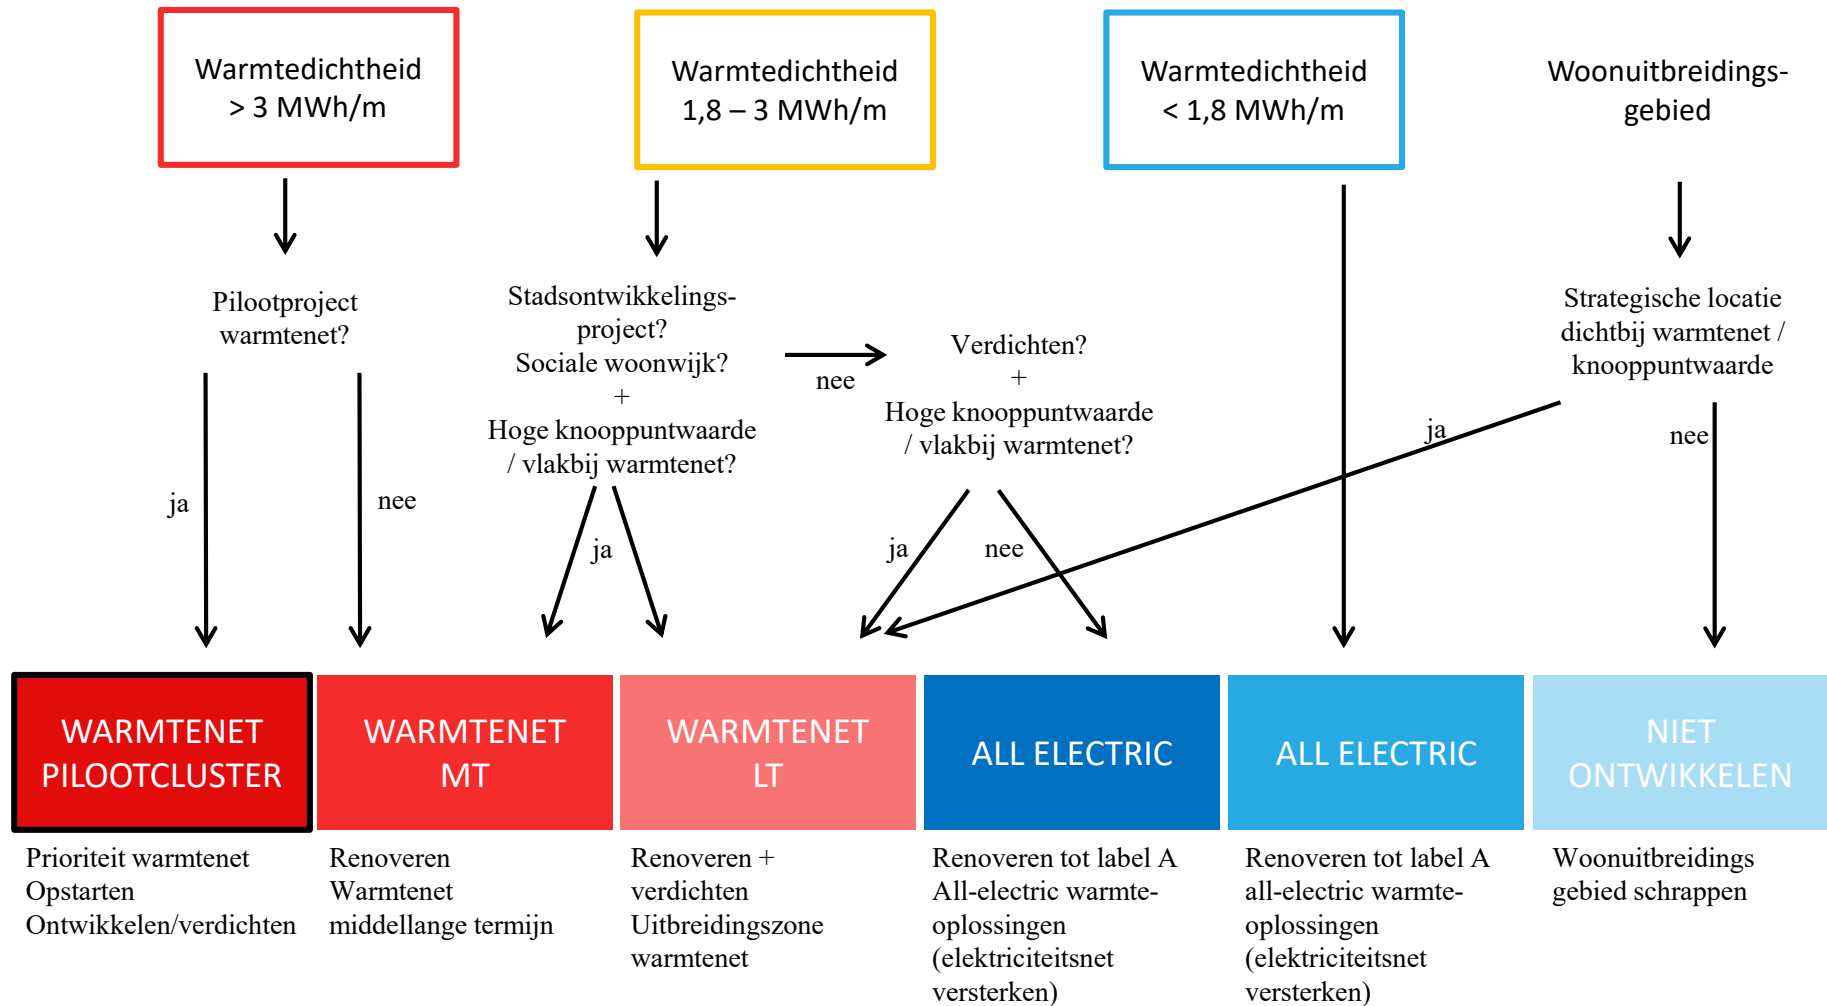 Warmtedichtheid
> 3 MWh/m
Warmtedichtheid
1,8 – 3 MWh/m
Warmtedichtheid
< 1,8 MWh/m
Woonuitbreidings-
gebied
Pilootproject
warmtenet?
Stadsontwikkelings-
project?
Sociale woonwijk?
+
Hoge knooppuntwaarde
/ vlakbij warmtenet?
nee
Verdichten?
+
Hoge knooppuntwaarde
/ vlakbij warmtenet?
Strategische locatie
dichtbij warmtenet /
knooppuntwaarde
ja
nee
ja
nee
ja
ja
nee
WARMTENET
PILOOTCLUSTER
WARMTENET
MT
WARMTENET
LT
ALL ELECTRIC
ALL ELECTRIC
NIET
ONTWIKKELEN
Prioriteit warmtenet
Opstarten
Ontwikkelen/verdichten
Renoveren
Warmtenet
middellange termijn
Renoveren +
verdichten
Uitbreidingszone
warmtenet
Renoveren tot label A
All-electric warmte-
oplossingen
(elektriciteitsnet
versterken)
Renoveren tot label A
all-electric warmte-
oplossingen
(elektriciteitsnet
versterken)
Woonuitbreidings
gebied schrappen